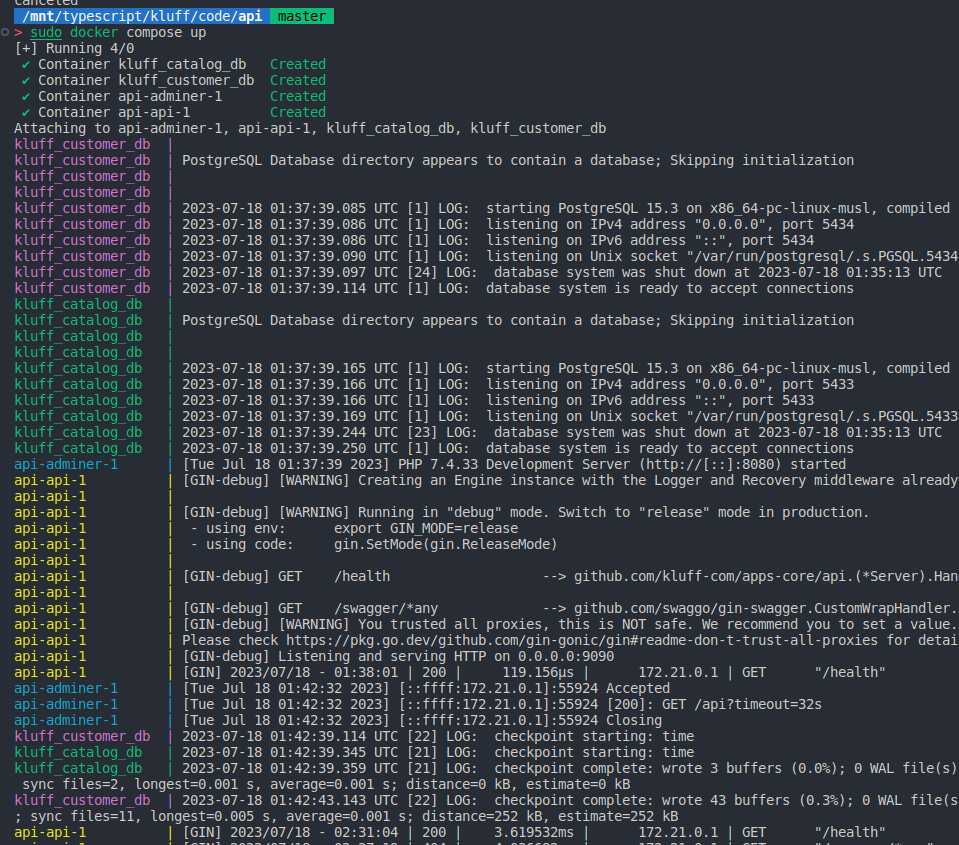 canceled
/mnt/typescript/kluff/code/api master
> sudo docker compose up
[+] Running 4/0
✔ Container kluff_catalog_db Created
✔ Container kluff_customer_db Created
✔ Container api-adminer-1 Created
✔ Container api-api-1 Created
Attaching to api-adminer-1, api-api-1, kluff_catalog_db, kluff_customer_db
kluff_customer_db |
kluff_customer_db | PostgreSQL Database directory appears to contain a database; Skipping initialization
kluff_customer_db |
kluff_customer_db |
kluff_customer_db | 2023-07-18 01:37:39.085 UTC [1] LOG: starting PostgreSQL 15.3 on x86_64-pc-linux-musl, compiled
kluff_customer_db | 2023-07-18 01:37:39.086 UTC [1] LOG: listening on IPv4 address "0.0.0.0", port 5434
kluff_customer_db | 2023-07-18 01:37:39.086 UTC [1] LOG: listening on IPv6 address "::", port 5434
kluff_customer_db | 2023-07-18 01:37:39.090 UTC [1] LOG: listening on Unix socket "/var/run/postgresql/.s.PGSQL.5434
kluff_customer_db | 2023-07-18 01:37:39.097 UTC [24] LOG: database system was shut down at 2023-07-18 01:35:13 UTC
kluff_customer_db | 2023-07-18 01:37:39.114 UTC [1] LOG: database system is ready to accept connections
kluff_catalog_db |
kluff_catalog_db | PostgreSQL Database directory appears to contain a database; Skipping initialization
kluff_catalog_db |
kluff_catalog_db |
kluff_catalog_db | 2023-07-18 01:37:39.165 UTC [1] LOG: starting PostgreSQL 15.3 on x86_64-pc-linux-musl, compiled
kluff_catalog_db | 2023-07-18 01:37:39.166 UTC [1] LOG: listening on IPv4 address "0.0.0.0", port 5433
kluff_catalog_db | 2023-07-18 01:37:39.166 UTC [1] LOG: listening on IPv6 address "::", port 5433
kluff_catalog_db | 2023-07-18 01:37:39.169 UTC [1] LOG: listening on Unix socket "/var/run/postgresql/.s.PGSQL.5433
kluff_catalog_db | 2023-07-18 01:37:39.244 UTC [23] LOG: database system was shut down at 2023-07-18 01:35:13 UTC
kluff_catalog_db | 2023-07-18 01:37:39.250 UTC [1] LOG: database system is ready to accept connections
api-adminer-1 | [Tue Jul 18 01:37:39 2023] PHP 7.4.33 Development Server (http://[::]:8080) started
api-api-1 | [GIN-debug] [WARNING] Creating an Engine instance with the Logger and Recovery middleware already
api-api-1 |
api-api-1 | [GIN-debug] [WARNING] Running in "debug" mode. Switch to "release" mode in production.
api-api-1 | - using env: export GIN_MODE=release
api-api-1 | - using code: gin.SetMode(gin.ReleaseMode)
api-api-1 |
api-api-1 | [GIN-debug] GET /health --> github.com/kluff-com/apps-core/api.(*Server).Han
api-api-1 |
api-api-1 | [GIN-debug] GET /swagger/*any --> github.com/swaggo/gin-swagger.CustomWrapHandler.
api-api-1 | [GIN-debug] [WARNING] You trusted all proxies, this is NOT safe. We recommend you to set a value.
api-api-1 | Please check https://pkg.go.dev/github.com/gin-gonic/gin#readme-don-t-trust-all-proxies for detai
api-api-1 | [GIN-debug] Listening and serving HTTP on 0.0.0.0:9090
api-api-1 | [GIN] 2023/07/18 - 01:38:01 | 200 | 119.156µs | 172.21.0.1 | GET "/health"
api-adminer-1 | [Tue Jul 18 01:42:32 2023] [::ffff:172.21.0.1]:55924 Accepted
api-adminer-1 | [Tue Jul 18 01:42:32 2023] [::ffff:172.21.0.1]:55924 [200]: GET /api?timeout=32s
api-adminer-1 | [Tue Jul 18 01:42:32 2023] [::ffff:172.21.0.1]:55924 Closing
kluff_customer_db | 2023-07-18 01:42:39.114 UTC [22] LOG: checkpoint starting: time
kluff_catalog_db | 2023-07-18 01:42:39.345 UTC [21] LOG: checkpoint starting: time
kluff_catalog_db | 2023-07-18 01:42:39.359 UTC [21] LOG: checkpoint complete: wrote 3 buffers (0.0%); 0 WAL file(s)
sync files=2, longest=0.001 s, average=0.001 s; distance=0 kB, estimate=0 kB
kluff_customer_db | 2023-07-18 01:42:43.143 UTC [22] LOG: checkpoint complete: wrote 43 buffers (0.3%); 0 WAL file(s
; sync files=11, longest=0.005 s, average=0.001 s; distance=252 kB, estimate=252 kB
api-api-1 | [GIN] 2023/07/18 - 02:31:04 | 200 | 3.619532ms | 172.21.0.1 | GET "/health"